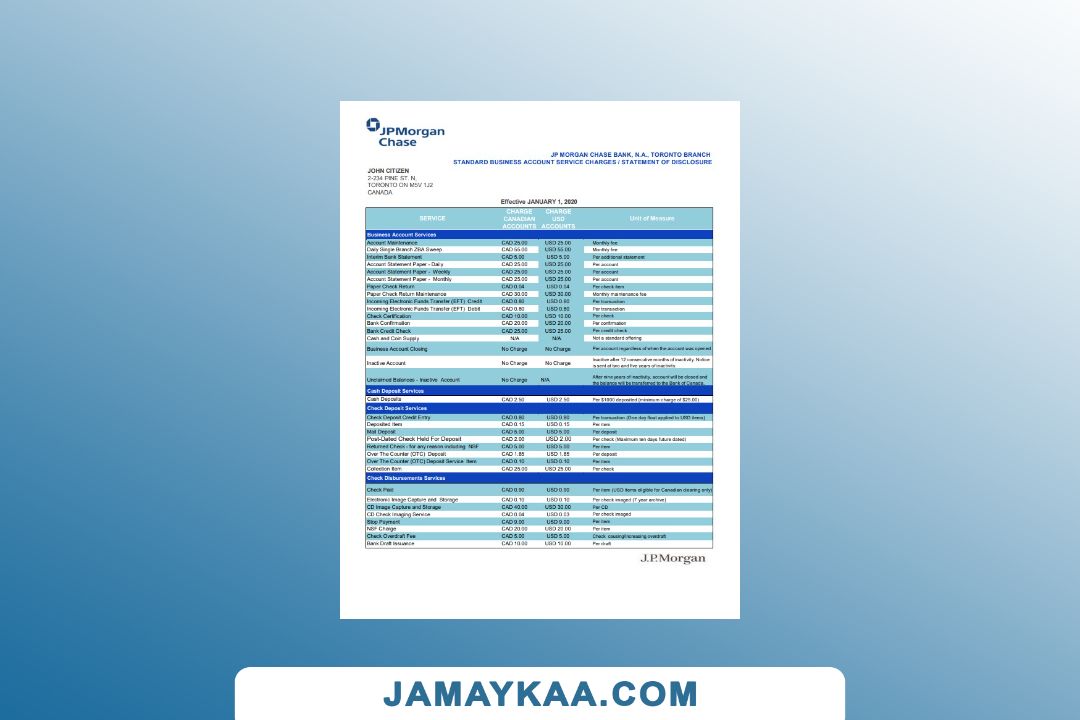 JPMorgan
Chase
JP MORGAN CHASE BANK, N.A., TORONTO BRANCH
STANDARD BUSINESS ACCOUNT SERVICE CHARGES / STATEMENT OF DISCLOSURE
JOHN CITIZEN
2-234 PINE ST. N,
TORONTO ON M5V 1J2
CANADA
Effective JANUARY 1, 2020
SERVICE CHARGE CANADIAN ACCOUNTS CHARGE USD ACCOUNTS Unit of Measure
Business Account Services
Account Maintenance CAD 25.00 USD 25.00 Monthly fee
Daily Single Branch ZBA Sweep CAD 55.00 USD 55.00 Monthly fee
Interim Bank Statement CAD 5.00 USD 5.00 Per additional statement
Account Statement Paper - Daily CAD 25.00 USD 25.00 Per account
Account Statement Paper - Weekly CAD 25.00 USD 25.00 Per account
Account Statement Paper - Monthly CAD 25.00 USD 25.00 Per account
Paper Check Return CAD 0.04 USD 0.04 Per check item
Paper Check Return Maintenance CAD 30.00 USD 30.00 Monthly maintenance fee
Incoming Electronic Funds Transfer (EFT) Credit CAD 0.80 USD 0.80 Per transaction
Incoming Electronic Funds Transfer (EFT) Debit CAD 0.80 USD 0.80 Per transaction
Check Certification CAD 10.00 USD 10.00 Per check
Bank Confirmation CAD 20.00 USD 20.00 Per confirmation
Bank Credit Check CAD 25.00 USD 25.00 Per credit check
Cash and Coin Supply N/A N/A Not a standard offering
Business Account Closing No Charge No Charge Per account regardless of when the account was opened
Inactive Account No Charge No Charge Inactive after 12 consecutive months of inactivity. Notice
is sent at two and five years of inactivity.
Unclaimed Balances - Inactive Account No Charge N/A After nine years of inactivity, account will be closed and
the balance will be transferred to the Bank of Canada.
Cash Deposit Services
Cash Deposits CAD 2.50 USD 2.50 Per $1000 deposited (minimum charge of $25.00)
Check Deposit Services
Check Deposit Credit Entry CAD 0.90 USD 0.90 Per transaction (One day float applied to USD items)
Deposited Item CAD 0.15 USD 0.15 Per item
Mail Deposit CAD 5.00 USD 5.00 Per deposit
Post-Dated Check Held For Deposit CAD 2.00 USD 2.00 Per check (Maximum ten days future dated)
Returned Check - for any reason including NSF CAD 5.00 USD 5.00 Per item
Over The Counter (OTC) Deposit CAD 1.85 USD 1.85 Per deposit
Over The Counter (OTC) Deposit Service Item CAD 0.10 USD 0.10 Per item
Collection Item CAD 25.00 USD 25.00 Per check
Check Disbursements Services
Check Paid CAD 0.90 USD 0.90 Per item (USD items eligible for Canadian clearing only)
Electronic Image Capture and Storage CAD 0.10 USD 0.10 Per check imaged (7 year archive)
CD Image Capture and Storage CAD 40.00 USD 30.00 Per CD
CD Check Imaging Service CAD 0.04 USD 0.03 Per check imaged
Stop Payment CAD 9.00 USD 9.00 Per item
NSF Charge CAD 20.00 USD 20.00 Per item
Check Overdraft Fee CAD 5.00 USD 5.00 Check causing/increasing overdraft
Bank Draft Issuance CAD 10.00 USD 10.00 Per draft
J.P.Morgan
JAMAYKAA.COM